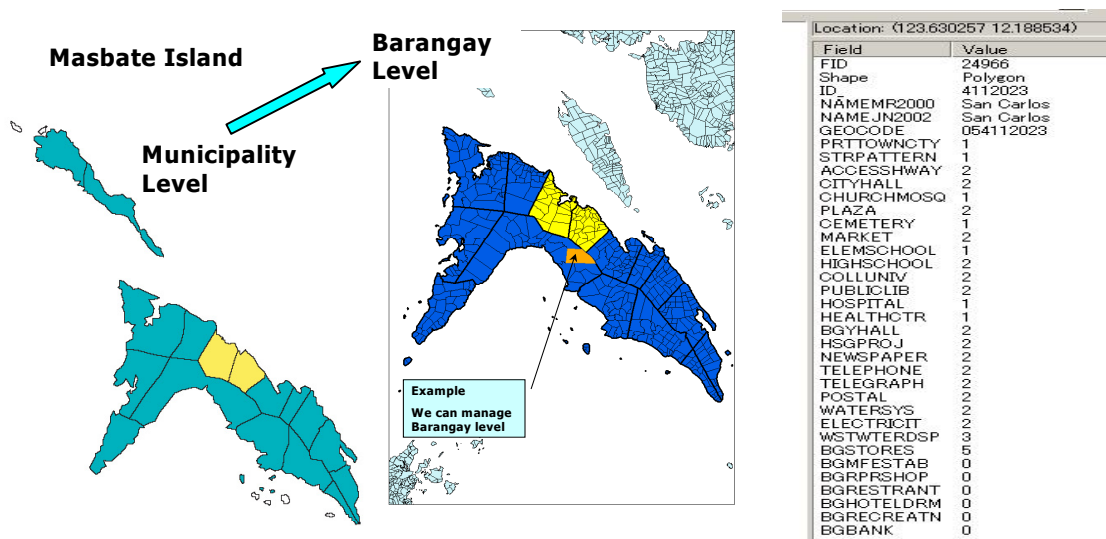 Masbate Island
Barangay
Level
Municipality
Level
Example
We can manage
Barangay level
Location: (123.630257 12.188534)
Field Value
FID 24966
Shape Polygon
ID_ 4112023
NAMEMR2000 San Carlos
NAMEJN2002 San Carlos
GEOCODE 054112023
PRTTOWNCTY 1
STRPATTERN 1
ACCESSHWAY 2
CITYHALL 2
CHURCHMOSQ 1
PLAZA 2
CEMETERY 1
MARKET 2
ELEMSCHOOL 1
HIGHSCHOOL 2
COLLUNIV 2
PUBLICLIB 2
HOSPITAL 1
HEALTHCTR 1
BGYHALL 2
HSGPROJ 2
NEWSPAPER 2
TELEPHONE 2
TELEGRAPH 2
POSTAL 2
WATERSYS 2
ELECTRICIT 2
WSTWTERDSP 3
BGSTORES 5
BGMFESTAB 0
BGRPRSHOP 0
BGRESTRANT 0
BGHOTELDRM 0
BGRECREATN 0
BGBANK 0